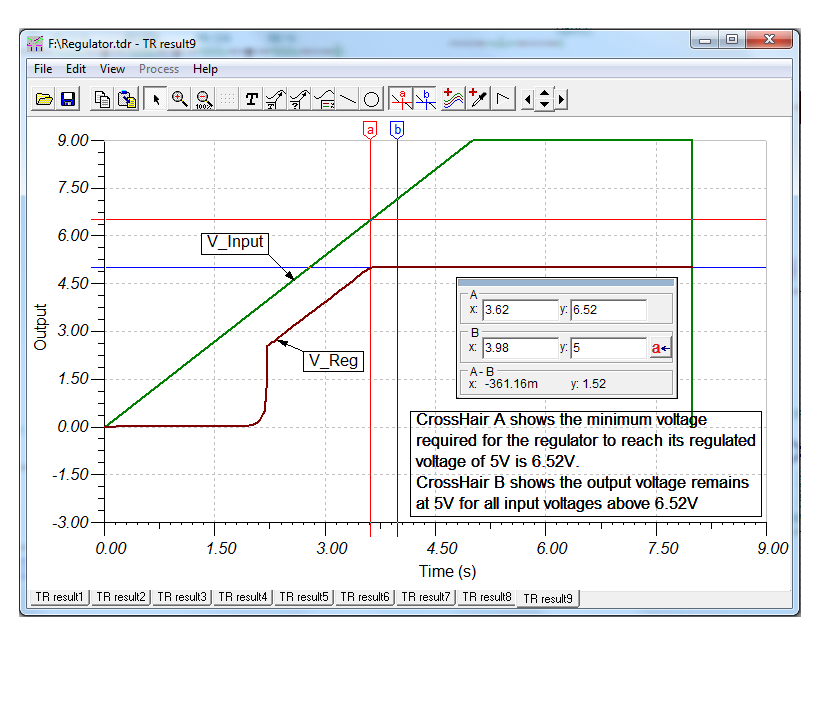 F:\Regulator.tdr - TR result9
File Edit View Process Help
T 100% a b
a b
9.00
7.50
6.00
4.50
3.00
1.50
0.00
-1.50
-3.00
Output
V_Input
V_Reg
A
x: 3.62 y: 6.52
B
x: 3.98 y: 5 a
A - B
x: -361.16m y: 1.52
CrossHair A shows the minimum voltage
required for the regulator to reach its regulated
voltage of 5V is 6.52V.
CrossHair B shows the output voltage remains
at 5V for all input voltages above 6.52V
0.00 1.50 3.00 4.50 6.00 7.50 9.00
Time (s)
TR result1 TR result2 TR result3 TR result4 TR result5 TR result6 TR result7 TR result8 TR result9